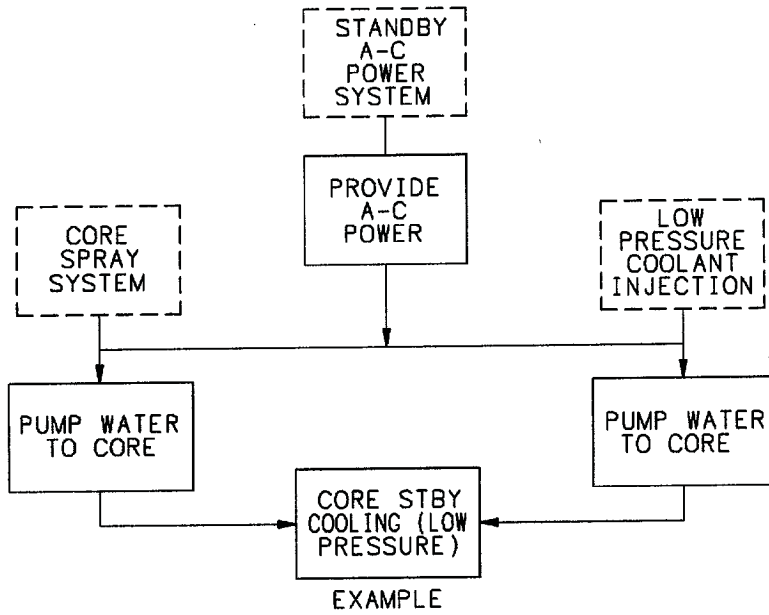 STANDBY
A-C
POWER
SYSTEM
PROVIDE
A-C
POWER
CORE
SPRAY
SYSTEM
LOW
PRESSURE
COOLANT
INJECTION
PUMP WATER
TO CORE
PUMP WATER
TO CORE
CORE STBY
COOLING (LOW
PRESSURE)
EXAMPLE